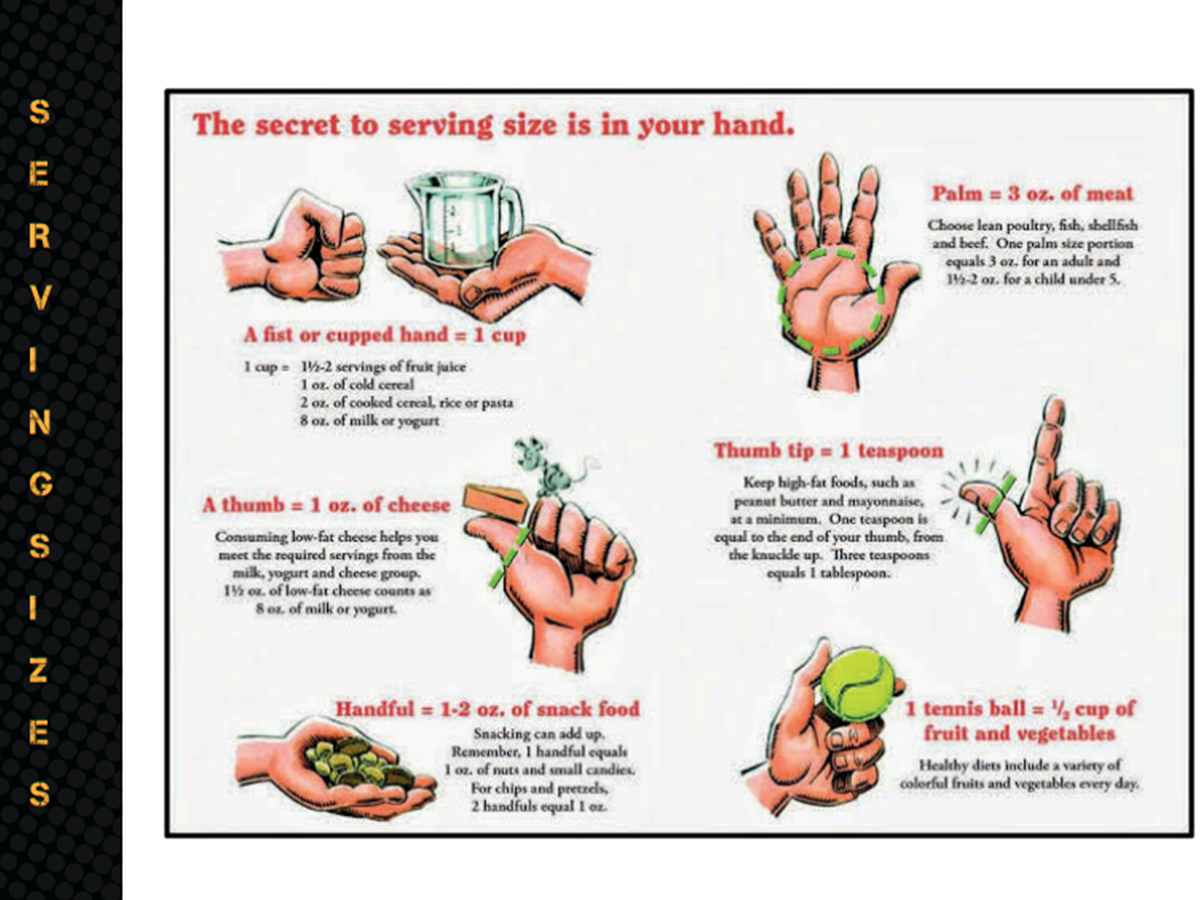 SERVING SIZES
The secret to serving size is in your hand.
A fist or cupped hand = 1 cup
1 cup = 1½-2 servings of fruit juice
1 oz. of cold cereal
2 oz. of cooked cereal, rice or pasta
8 oz. of milk or yogurt
Palm = 3 oz. of meat
Choose lean poultry, fish, shellfish
and beef. One palm size portion
equals 3 oz. for an adult and
1½-2 oz. for a child under 5.
A thumb = 1 oz. of cheese
Consuming low-fat cheese helps you
meet the required servings from the
milk, yogurt and cheese group.
1½ oz. of low-fat cheese counts as
8 oz. of milk or yogurt.
Thumb tip = 1 teaspoon
Keep high-fat foods, such as
peanut butter and mayonnaise,
at a minimum. One teaspoon is
equal to the end of your thumb, from
the knuckle up. Three teaspoons
equals 1 tablespoon.
Handful = 1-2 oz. of snack food
Snacking can add up.
Remember, 1 handful equals
1 oz. of nuts and small candies.
For chips and pretzels,
2 handfuls equal 1 oz.
1 tennis ball = ½ cup of
fruit and vegetables
Healthy diets include a variety of
colorful fruits and vegetables every day.